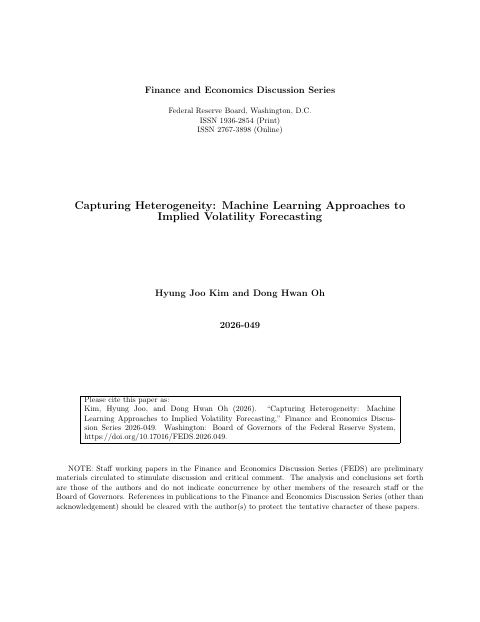 Finance and Economics Discussion Series
Federal Reserve Board, Washington, D.C.
ISSN 1936-2854 (Print)
ISSN 2767-3898 (Online)
Capturing Heterogeneity: Machine Learning Approaches to
Implied Volatility Forecasting
Hyung Joo Kim and Dong Hwan Oh
2026-049
Please cite this paper as:
Kim, Hyung Joo, and Dong Hwan Oh (2026). “Capturing Heterogeneity: Machine
Learning Approaches to Implied Volatility Forecasting,” Finance and Economics Discus-
sion Series 2026-049. Washington: Board of Governors of the Federal Reserve System,
https://doi.org/10.17016/FEDS.2026.049.
NOTE: Staff working papers in the Finance and Economics Discussion Series (FEDS) are preliminary
materials circulated to stimulate discussion and critical comment. The analysis and conclusions set forth
are those of the authors and do not indicate concurrence by other members of the research staff or the
Board of Governors. References in publications to the Finance and Economics Discussion Series (other than
acknowledgement) should be cleared with the author(s) to protect the tentative character of these papers.